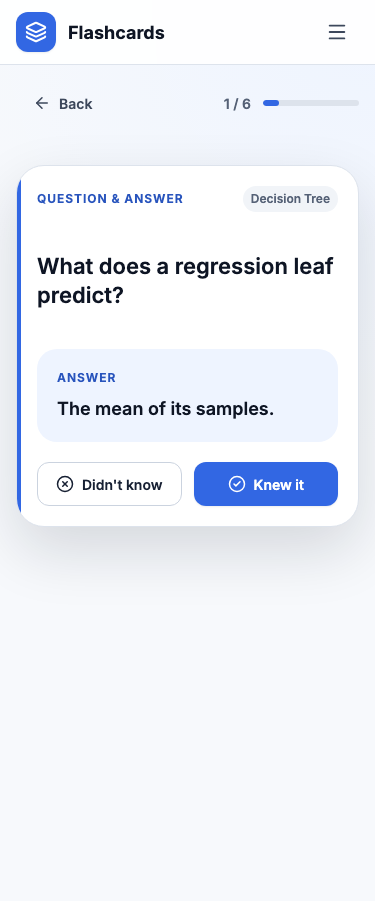 Flashcards
Back
1 / 6
QUESTION & ANSWER
Decision Tree
What does a regression leaf
predict?
ANSWER
The mean of its samples.
Didn't know
Knew it